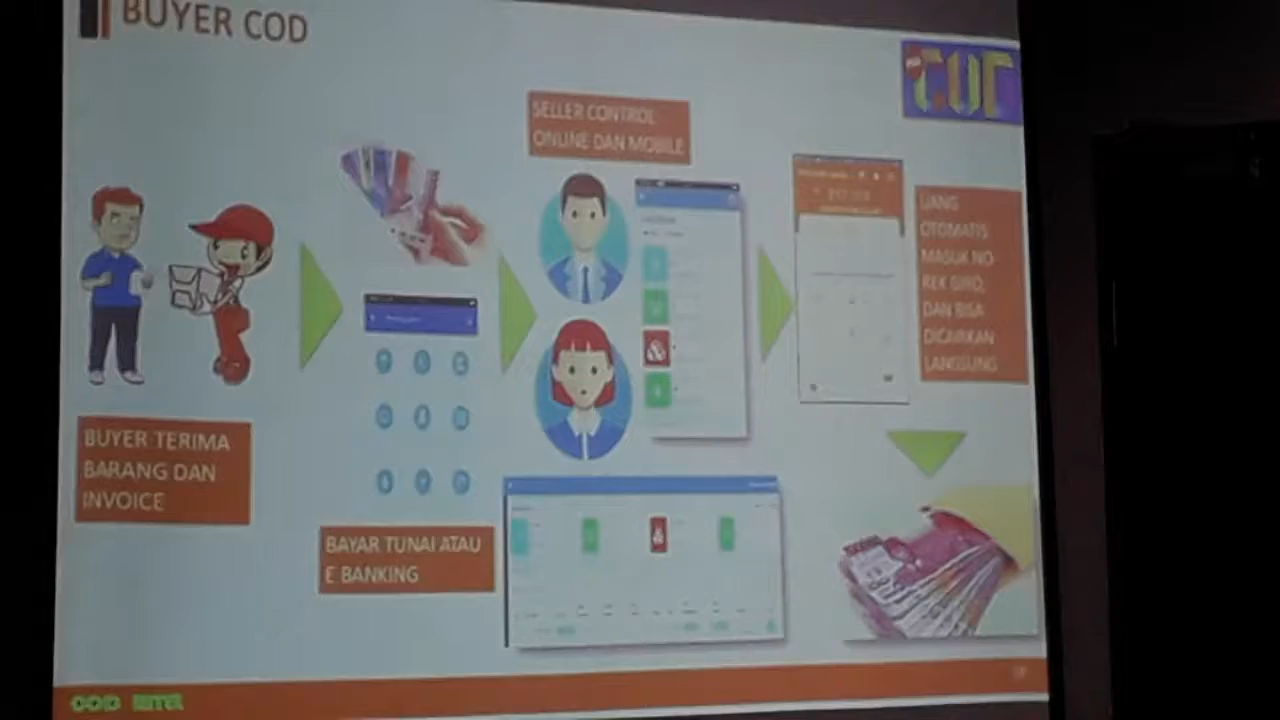 BUYER COD
SELLER CONTROL
ONLINE DAN MOBILE
UANG
OTOMATIS
MASUK NO
REK GIRO,
DAN BISA
DICAIRKAN
LANGSUNG
BUYER TERIMA
BARANG DAN
INVOICE
BAYAR TUNAI ATAU
E BANKING
COD